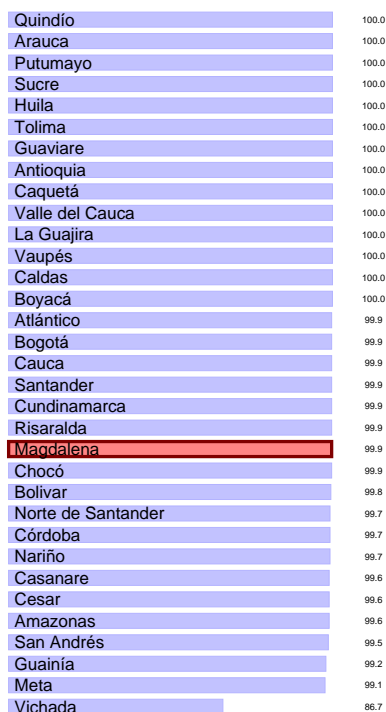 Quindío 100.0
Arauca 100.0
Putumayo 100.0
Sucre 100.0
Huila 100.0
Tolima 100.0
Guaviare 100.0
Antioquia 100.0
Caquetá 100.0
Valle del Cauca 100.0
La Guajira 100.0
Vaupés 100.0
Caldas 100.0
Boyacá 100.0
Atlántico 99.9
Bogotá 99.9
Cauca 99.9
Santander 99.9
Cundinamarca 99.9
Risaralda 99.9
Magdalena 99.9
Chocó 99.9
Bolivar 99.8
Norte de Santander 99.7
Córdoba 99.7
Nariño 99.7
Casanare 99.6
Cesar 99.6
Amazonas 99.6
San Andrés 99.5
Guainía 99.2
Meta 99.1
Vichada 86.7